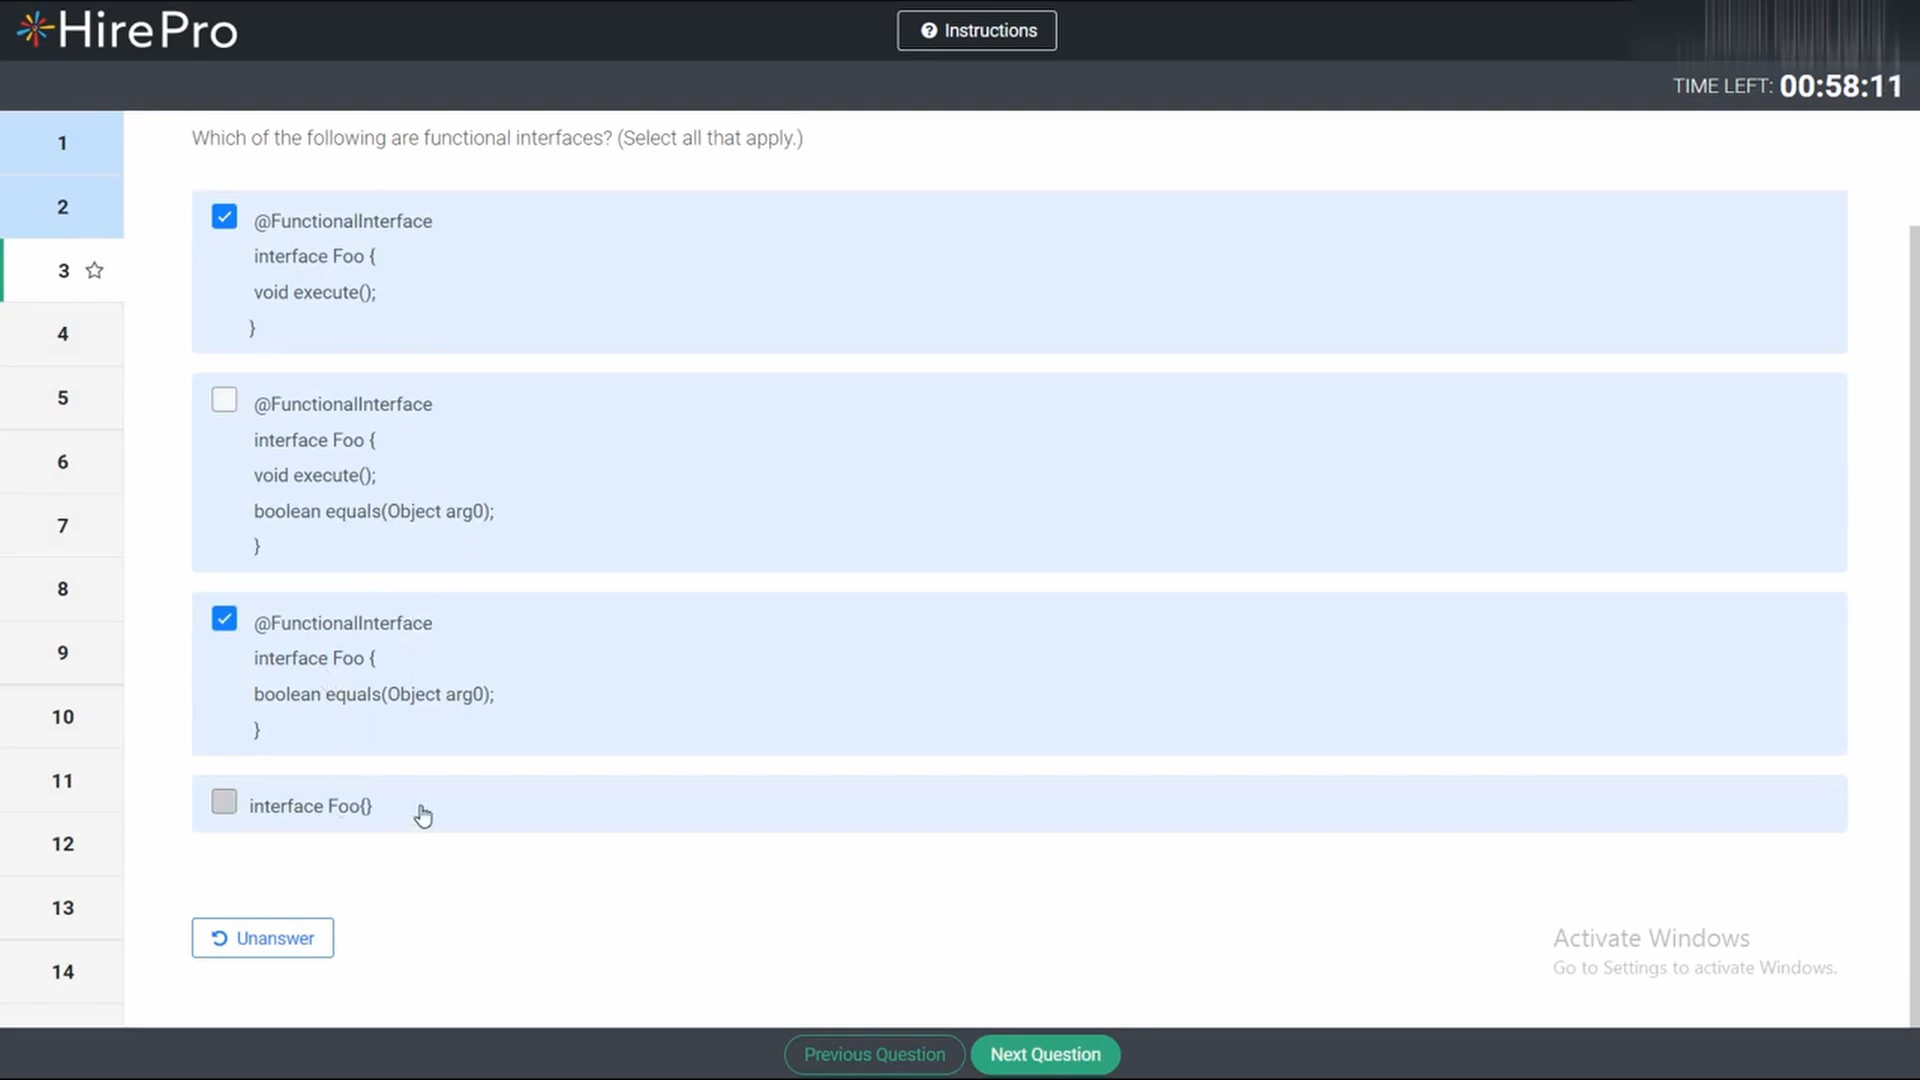 HirePro
Instructions
TIME LEFT: 00:58:11
Which of the following are functional interfaces? (Select all that apply.)
@FunctionalInterface
interface Foo {
void execute();
}
@FunctionalInterface
interface Foo {
void execute();
boolean equals(Object arg0);
}
@FunctionalInterface
interface Foo {
boolean equals(Object arg0);
}
interface Foo{}
Unanswer
1
2
3
4
5
6
7
8
9
10
11
12
13
14
Activate Windows
Go to Settings to activate Windows.
Previous Question
Next Question